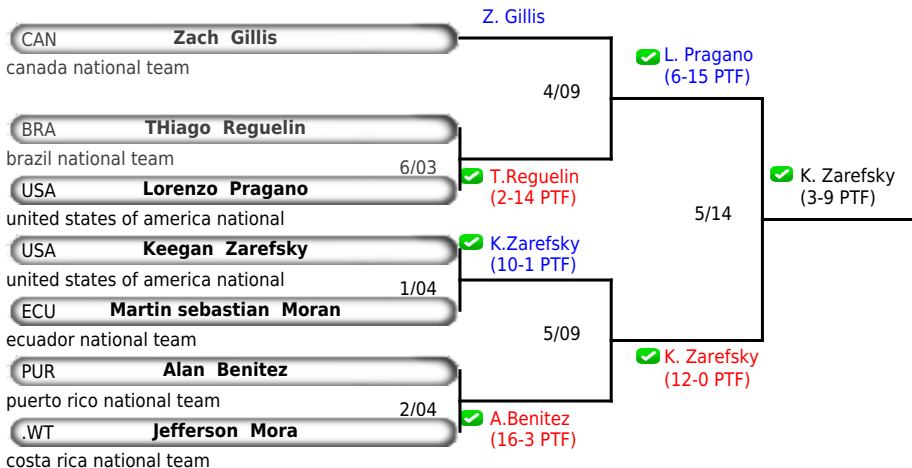 Z. Gillis
CAN Zach Gillis
canada national team
L. Pragano
(6-15 PTF)
4/09
BRA THiago Reguelin
brazil national team
6/03
T.Reguelin
(2-14 PTF)
K. Zarefsky
(3-9 PTF)
USA Lorenzo Pragano
united states of america national
5/14
USA Keegan Zarefsky
K.Zarefsky
(10-1 PTF)
united states of america national
1/04
ECU Martin sebastian Moran
ecuador national team
5/09
K. Zarefsky
(12-0 PTF)
PUR Alan Benitez
puerto rico national team
2/04
A.Benitez
(16-3 PTF)
.WT Jefferson Mora
costa rica national team